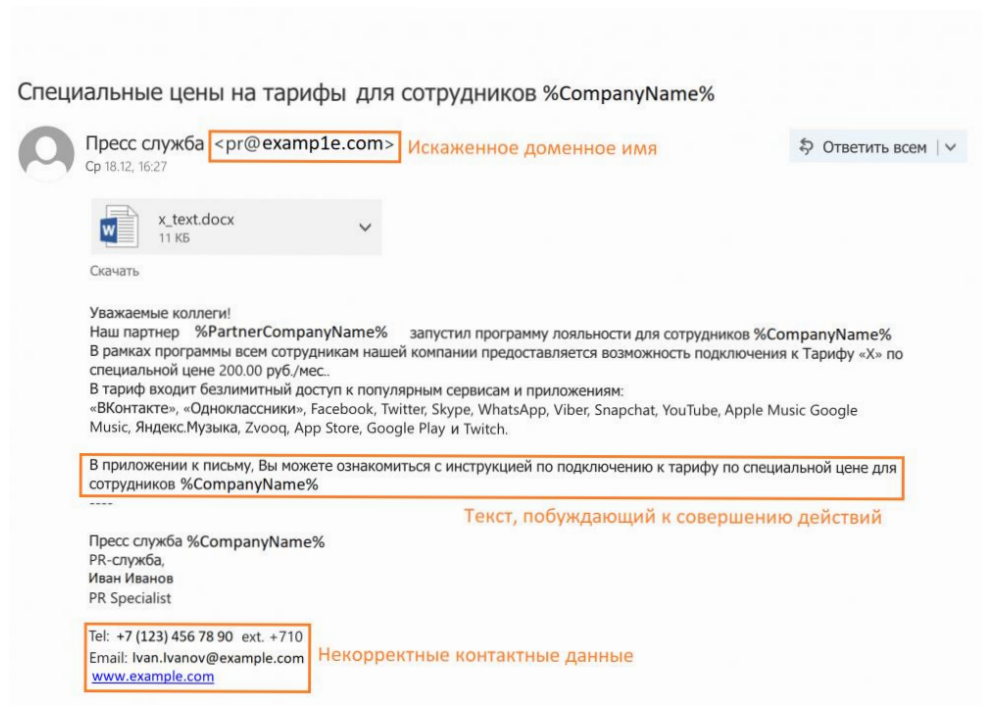 Специальные цены на тарифы для сотрудников %CompanyName%
Пресс служба <pr@examp1e.com> Искаженное доменное имя
Ответить всем
Ср 18.12, 16:27
x_text.docx
11 КБ
Скачать
Уважаемые коллеги!
Наш партнер %PartnerCompanyName% запустил программу лояльности для сотрудников %CompanyName%
В рамках программы всем сотрудникам нашей компании предоставляется возможность подключения к Тарифу «X» по
специальной цене 200.00 руб./мес..
В тариф входит безлимитный доступ к популярным сервисам и приложениям:
«ВКонтакте», «Одноклассники», Facebook, Twitter, Skype, WhatsApp, Viber, Snapchat, YouTube, Apple Music Google
Music, Яндекс.Музыка, Zvooq, App Store, Google Play и Twitch.
В приложении к письму, Вы можете ознакомиться с инструкцией по подключению к тарифу по специальной цене для
сотрудников %CompanyName%
----
Текст, побуждающий к совершению действий
Пресс служба %CompanyName%
PR-служба,
Иван Иванов
PR Specialist
Tel: +7 (123) 456 78 90 ext. +710
Email: Ivan.Ivanov@example.com
Некорректные контактные данные
www.example.com